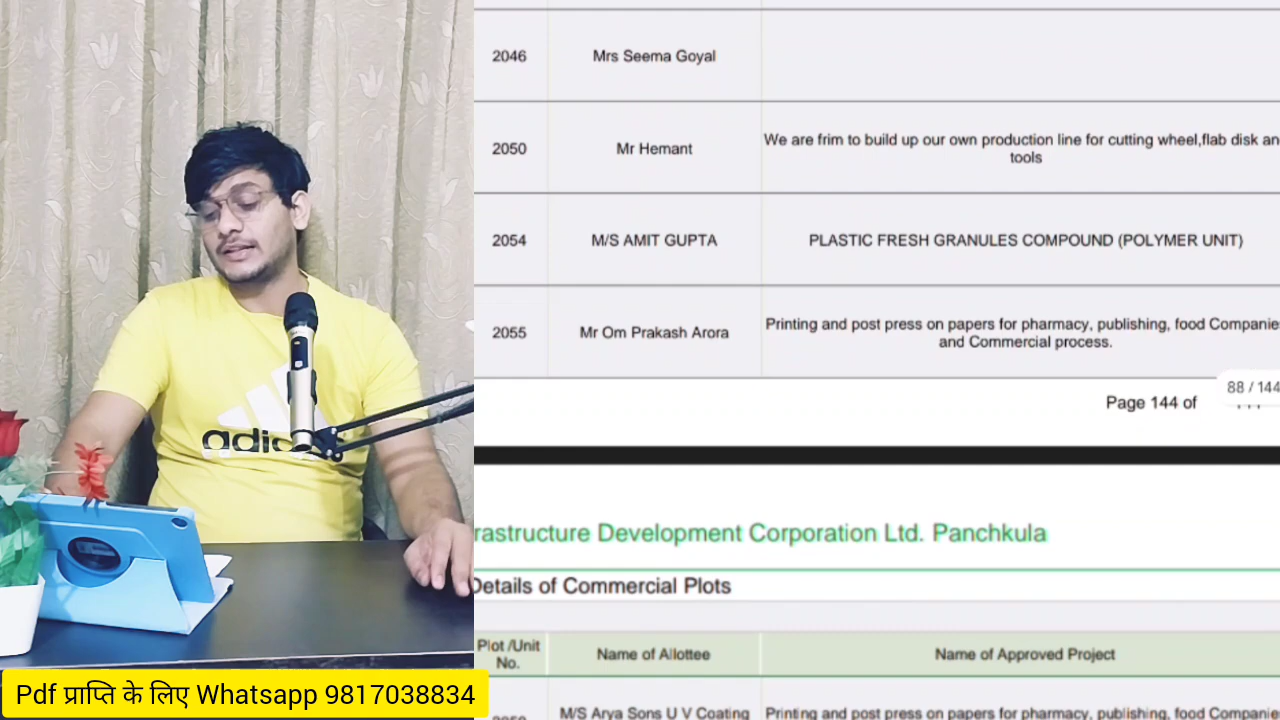 2046 Mrs Seema Goyal
2050 Mr Hemant We are frim to build up our own production line for cutting wheel,flab disk an
tools
2054 M/S AMIT GUPTA PLASTIC FRESH GRANULES COMPOUND (POLYMER UNIT)
2055 Mr Om Prakash Arora Printing and post press on papers for pharmacy, publishing, food Companie
and Commercial process.
88 / 144
Page 144 of
rastructure Development Corporation Ltd. Panchkula
Details of Commercial Plots
Plot /Unit
No.
Name of Allottee
Name of Approved Project
M/S Arya Sons U V Coating Printing and post press on papers for pharmacy, publishing, food Companie
adidas
Pdf प्राप्ति के लिए Whatsapp 9817038834